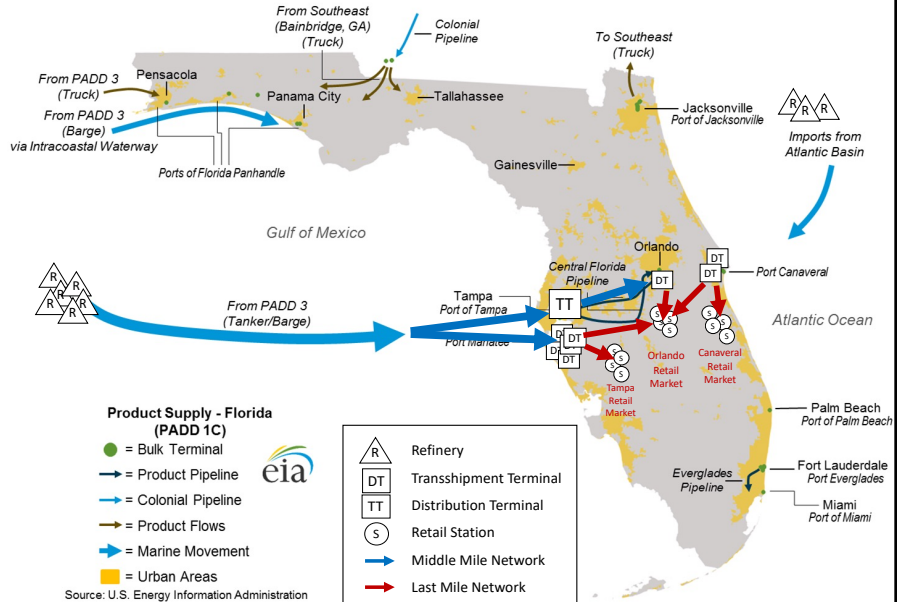 From Southeast
(Bainbridge, GA)
(Truck)
Colonial
Pipeline
To Southeast
(Truck)
From PADD 3
(Truck)
Pensacola
Panama City
Tallahassee
Jacksonville
Port of Jacksonville
R
R
R
R
Imports from
Atlantic Basin
From PADD 3
(Barge)
via Intracoastal Waterway
Ports of Florida Panhandle
Gainesville
Gulf of Mexico
Orlando
Central Florida
Pipeline
DT
DT
DT
Port Canaveral
R
R
R
R
R
R
R
From PADD 3
(Tanker/Barge)
Tampa
Port of Tampa
TT
Port Manatee
DT
DT
DT
DT
S
S
S
S
S
S
S
S
S
S
S
S
Atlantic Ocean
Tampa
Retail
Market
Orlando
Retail
Market
Canaveral
Retail
Market
Palm Beach
Port of Palm Beach
Everglades
Pipeline
Fort Lauderdale
Port Everglades
Miami
Port of Miami
Product Supply - Florida
(PADD 1C)
= Bulk Terminal
= Product Pipeline
= Colonial Pipeline
= Product Flows
= Marine Movement
= Urban Areas
eia
Source: U.S. Energy Information Administration
R Refinery
DT Transshipment Terminal
TT Distribution Terminal
S Retail Station
Middle Mile Network
Last Mile Network